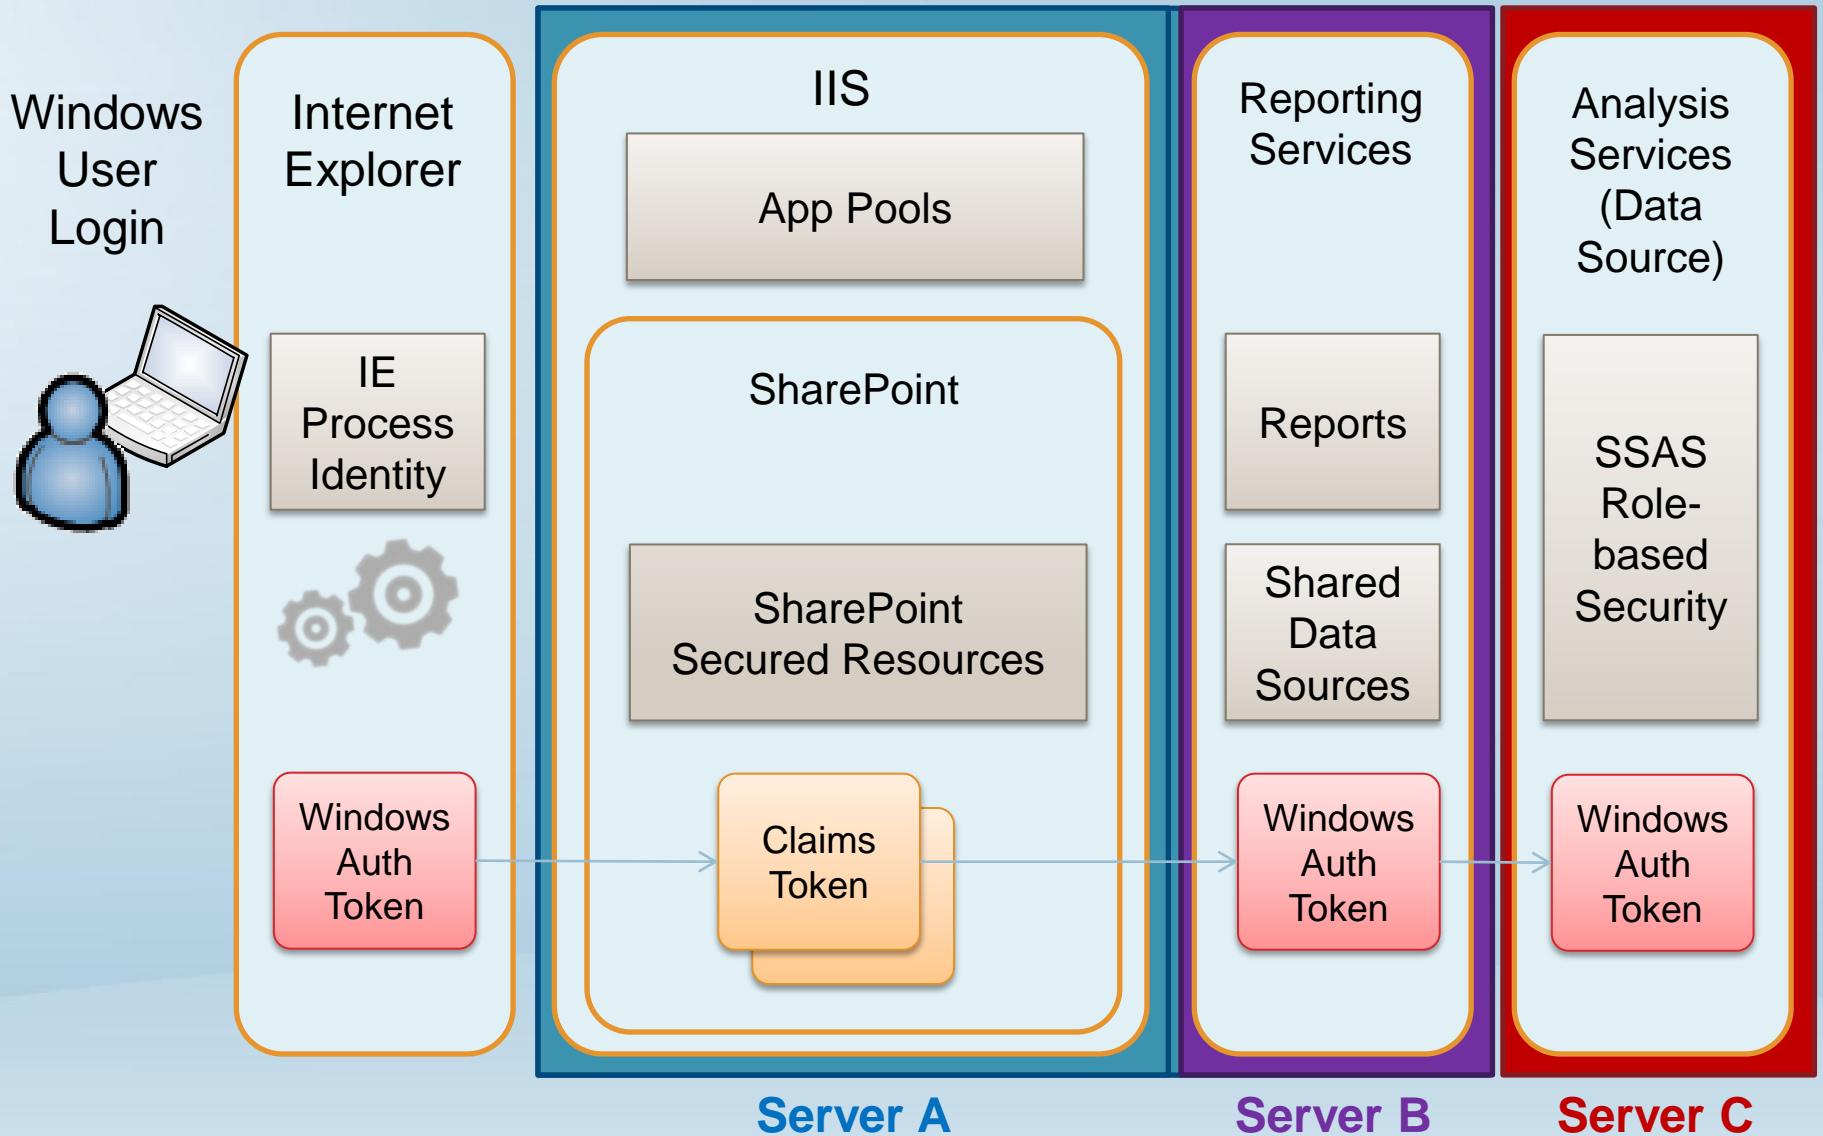 Windows
User
Login
Internet
Explorer
IE
Process
Identity
Windows
Auth
Token
IIS
App Pools
SharePoint
SharePoint
Secured Resources
Claims
Token
Server A
Reporting
Services
Reports
Shared
Data
Sources
Windows
Auth
Token
Server B
Analysis
Services
(Data
Source)
SSAS
Role-
based
Security
Windows
Auth
Token
Server C